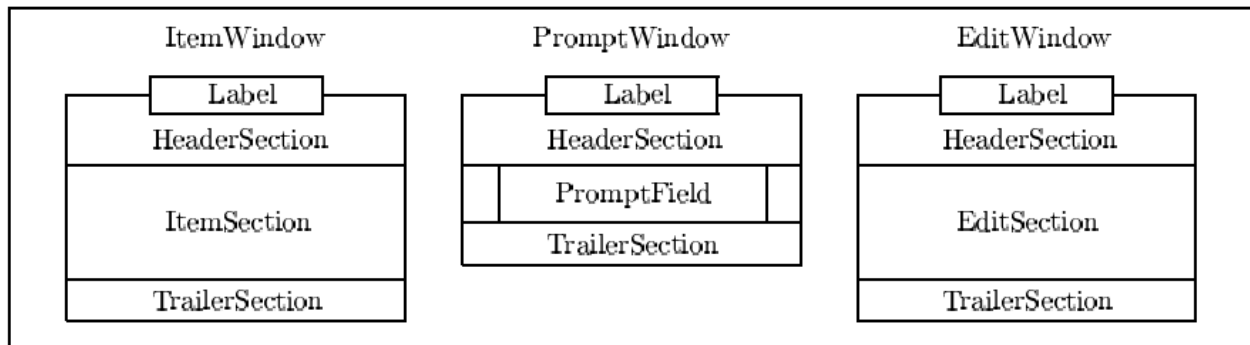 ItemWindow
PromptWindow
EditWindow
Label
Label
Label
HeaderSection
HeaderSection
HeaderSection
ItemSection
PromptField
EditSection
TrailerSection
TrailerSection
TrailerSection